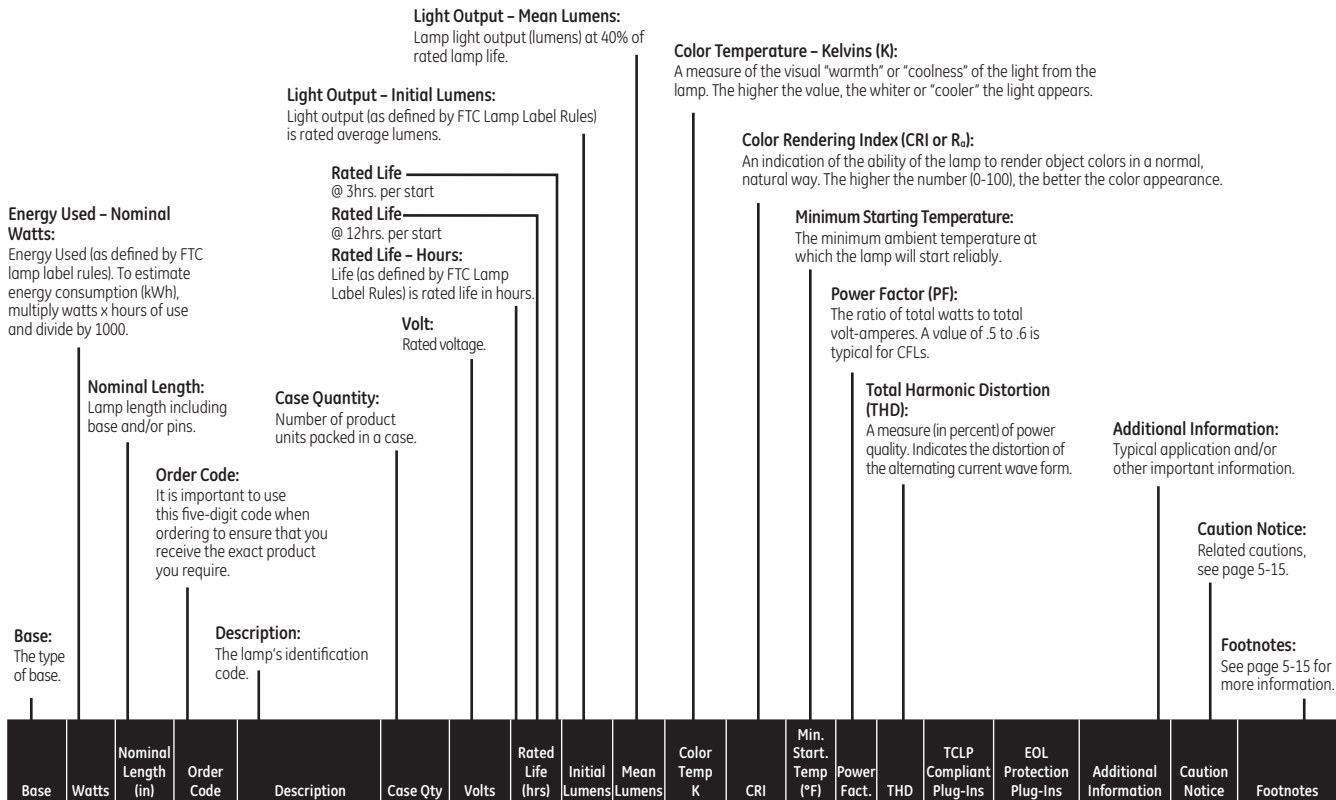 Light Output – Mean Lumens:
Lamp light output (lumens) at 40% of
rated lamp life.
Color Temperature – Kelvins (K):
A measure of the visual “warmth” or “coolness” of the light from the
lamp. The higher the value, the whiter or “cooler” the light appears.
Light Output – Initial Lumens:
Light output (as defined by FTC Lamp Label Rules)
is rated average lumens.
Color Rendering Index (CRI or Ra):
An indication of the ability of the lamp to render object colors in a normal,
natural way. The higher the number (0-100), the better the color appearance.
Rated Life
@ 3hrs. per start
Rated Life
@ 12hrs. per start
Rated Life – Hours:
Life (as defined by FTC Lamp
Label Rules) is rated life in hours.
Energy Used – Nominal
Watts:
Energy Used (as defined by FTC
lamp label rules). To estimate
energy consumption (kWh),
multiply watts x hours of use
and divide by 1000.
Minimum Starting Temperature:
The minimum ambient temperature at
which the lamp will start reliably.
Power Factor (PF):
The ratio of total watts to total
volt-amperes. A value of .5 to .6 is
typical for CFLs.
Volt:
Rated voltage.
Nominal Length:
Lamp length including
base and/or pins.
Case Quantity:
Number of product
units packed in a case.
Total Harmonic Distortion
(THD):
A measure (in percent) of power
quality. Indicates the distortion of
the alternating current wave form.
Additional Information:
Typical application and/or
other important information.
Order Code:
It is important to use
this five-digit code when
ordering to ensure that you
receive the exact product
you require.
Caution Notice:
Related cautions,
see page 5-15.
Base:
The type
of base.
Description:
The lamp’s identification
code.
Footnotes:
See page 5-15 for
more information.
Base
Watts
Nominal
Length
(in)
Order
Code
Description
Case Qty
Volts
Rated
Life
(hrs)
Initial
Lumens
Mean
Lumens
Color
Temp
K
CRI
Min.
Start.
Temp
(°F)
Power
Fact.
THD
TCLP
Compliant
Plug-Ins
EOL
Protection
Plug-Ins
Additional
Information
Caution
Notice
Footnotes